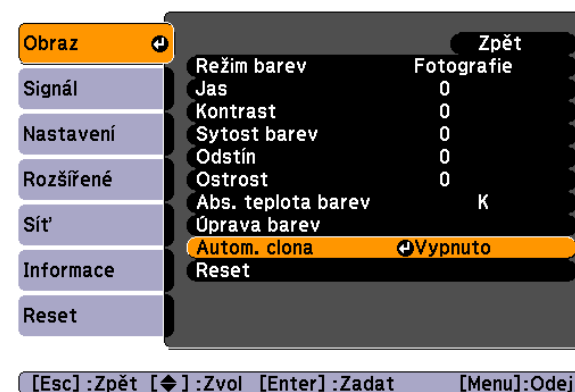 Obraz
Signál
Nastavení
Rozšířené
Síť
Informace
Reset
Zpět
Režim barev Fotografie
Jas 0
Kontrast 0
Sytost barev 0
Odstín 0
Ostrost 0
Abs. teplota barev K
Úprava barev
Autom. clona Vypnuto
Reset
[Esc] :Zpět [◆] :Zvol [Enter] :Zadat [Menu]:Odej